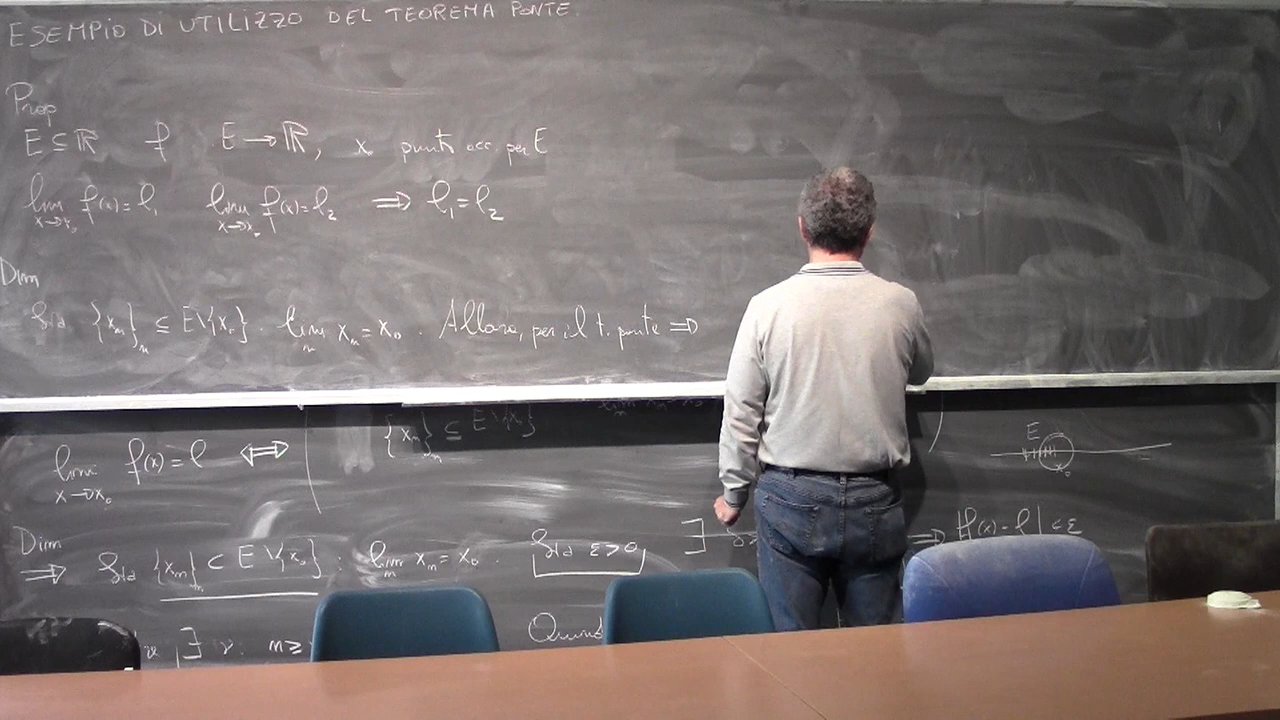 ESEMPIO DI UTILIZZO DEL TEOREMA PONTE
Prop
E ⊆ ℝ f E → ℝ, x punto acc. per E
lim x→x₀ f(x) = l₁ lim x→x₀ f(x) = l₂ ⟹ l₁ = l₂
Dim
Sia {xₙ}ₙ ⊆ E\{x₀}. limₙ xₙ = x₀. Allora, per il t. ponte ⟹
{xₙ}ₙ ⊆ E\{x₀}
lim x→x₀ f(x) = l ⟺
E
x₀
Dim
⟹ Sia {xₙ}ₙ ⊂ E\{x₀} : limₙ xₙ = x₀. Sia ε>0 ∃ ⟹ |f(x) - l| < ε
∃ ν: n ≥